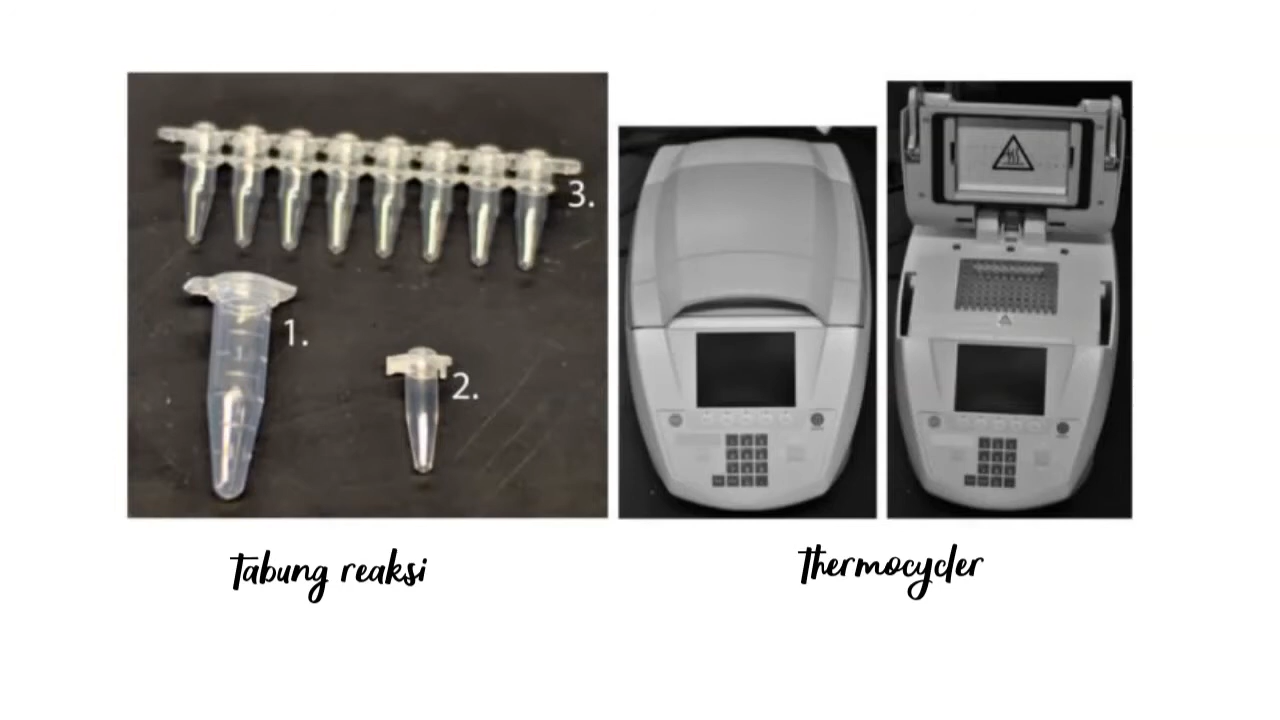 3.
1.
2.
Tabung reaksi
Thermocycler